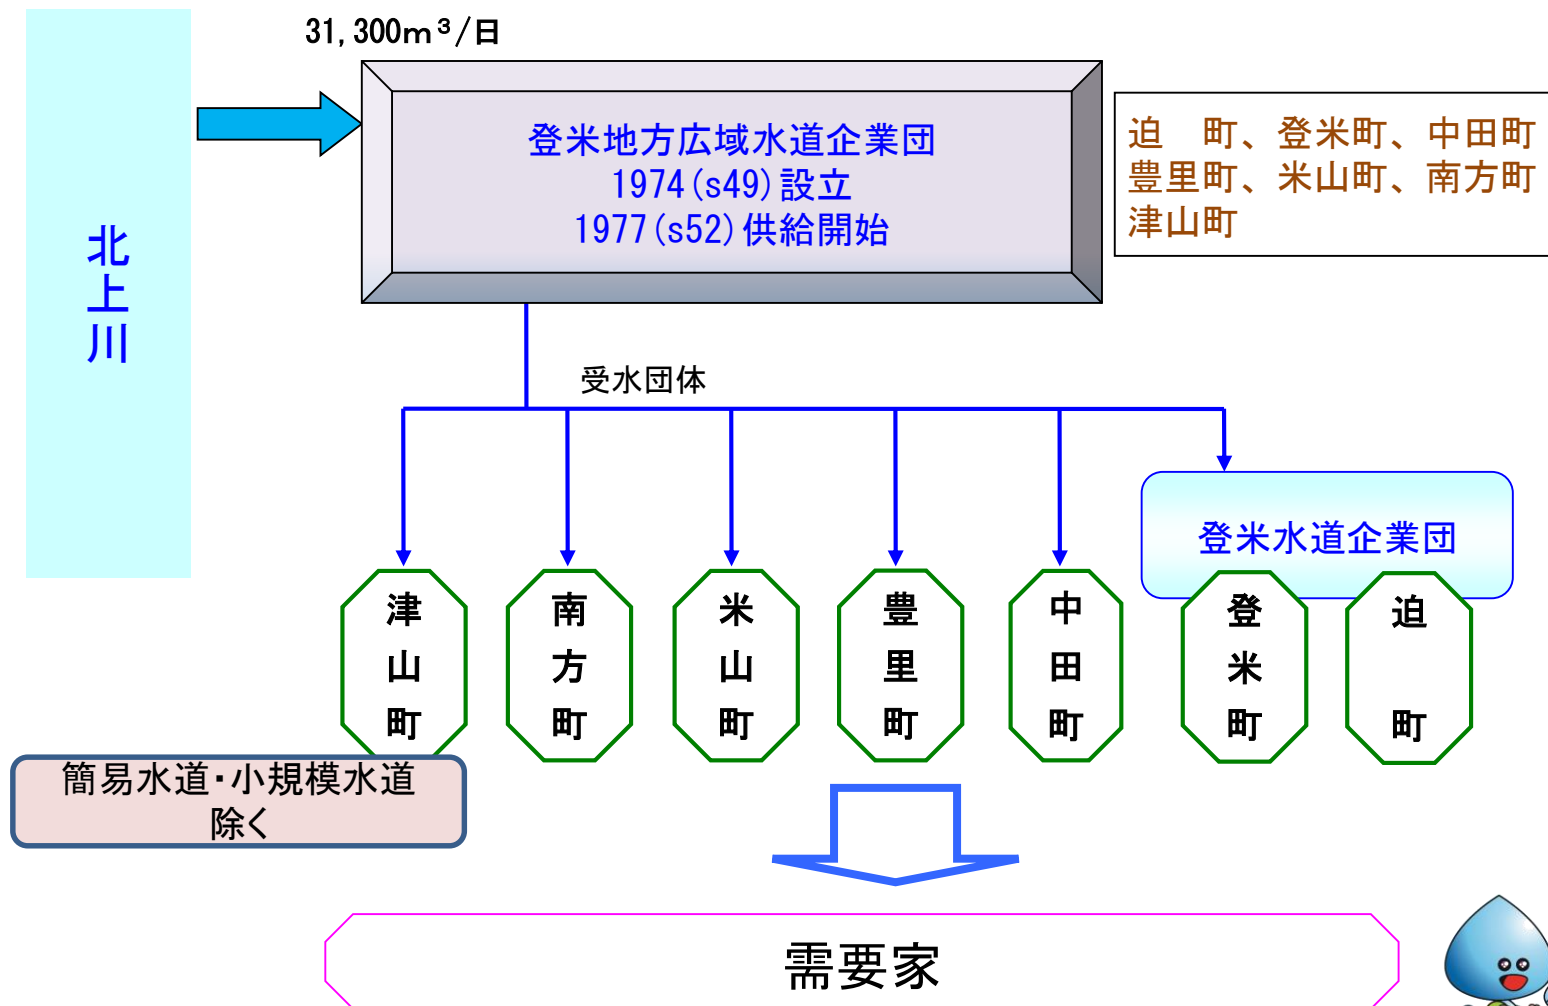 31,300m³/日
北上川
登米地方広域水道企業団
1974(s49)設立
1977(s52)供給開始
迫　町、登米町、中田町
豊里町、米山町、南方町
津山町
受水団体
登米水道企業団
津山町
南方町
米山町
豊里町
中田町
登米町
迫　町
簡易水道・小規模水道
除く
需要家